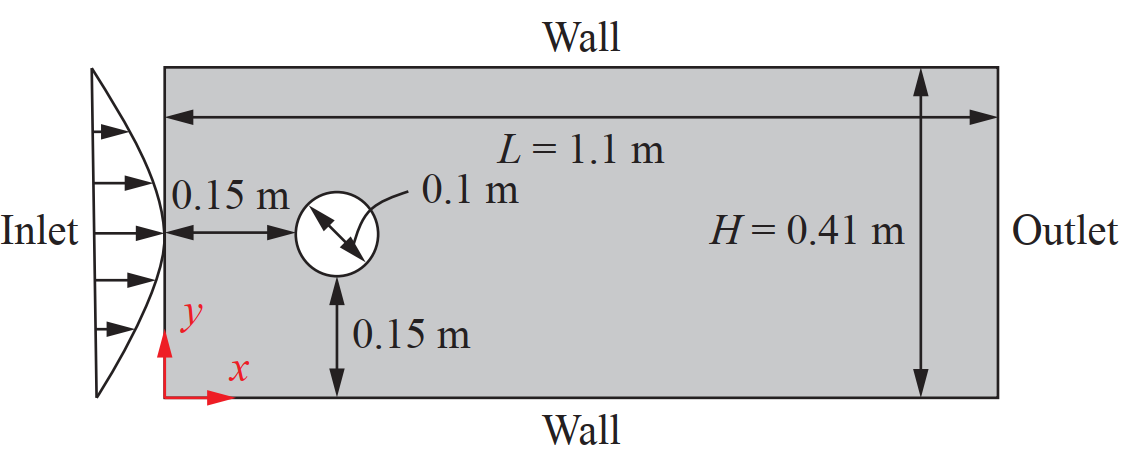 Wall
L = 1.1 m
0.15 m
0.1 m
Inlet
H = 0.41 m
Outlet
y
0.15 m
x
Wall